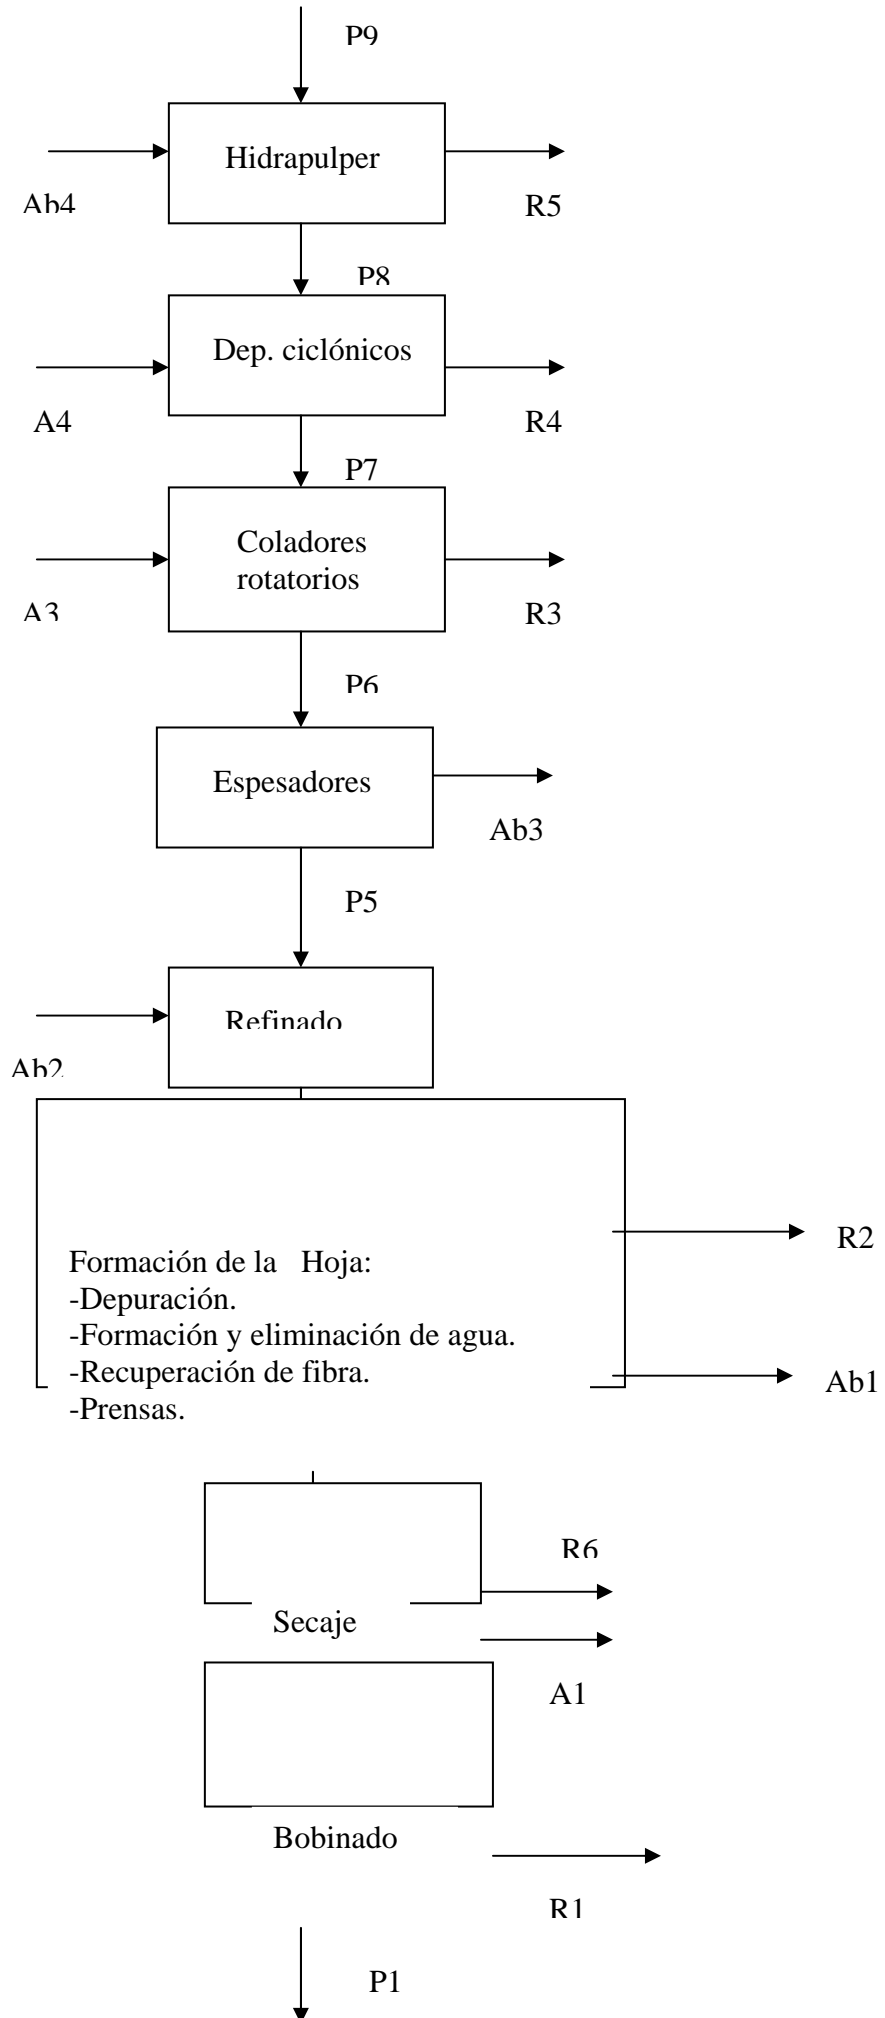 P9
Hidrapulper
Ab4
R5
P8
Dep. ciclónicos
A4
R4
P7
Coladores
rotatorios
A3
R3
P6
Espesadores
Ab3
P5
Refinado
Ab2
R2
Formación de la Hoja:
-Depuración.
-Formación y eliminación de agua.
-Recuperación de fibra.
-Prensas.
Ab1
R6
Secaje
A1
Bobinado
R1
P1